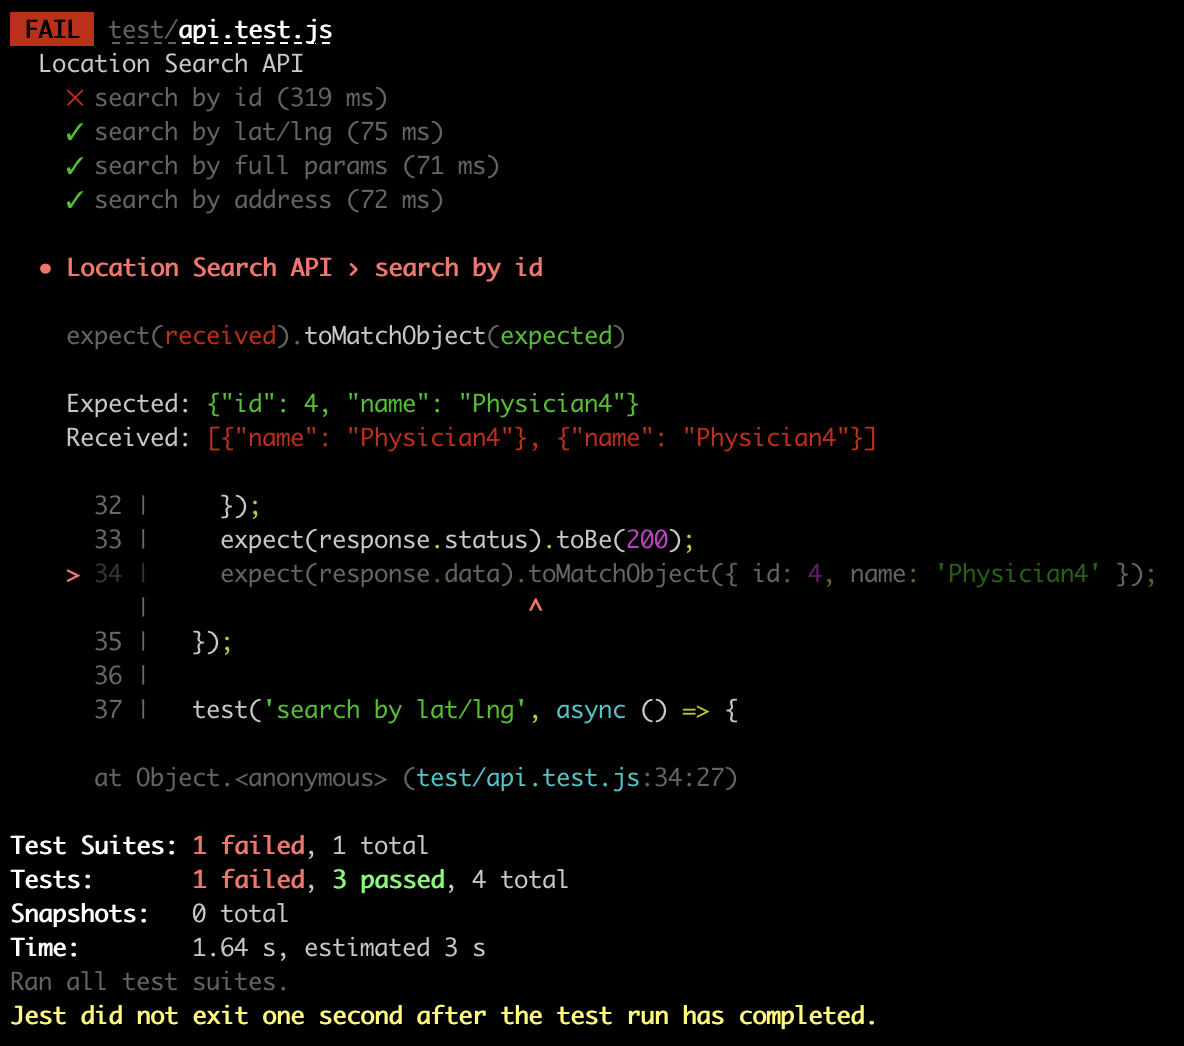 FAIL test/api.test.js
Location Search API
✕ search by id (319 ms)
✓ search by lat/lng (75 ms)
✓ search by full params (71 ms)
✓ search by address (72 ms)
● Location Search API › search by id
expect(received).toMatchObject(expected)
Expected: {"id": 4, "name": "Physician4"}
Received: [{"name": "Physician4"}, {"name": "Physician4"}]
32 |     });
33 |     expect(response.status).toBe(200);
> 34 |     expect(response.data).toMatchObject({ id: 4, name: 'Physician4' });
|                           ^
35 |   });
36 |
37 |   test('search by lat/lng', async () => {
at Object.<anonymous> (test/api.test.js:34:27)
Test Suites: 1 failed, 1 total
Tests:       1 failed, 3 passed, 4 total
Snapshots:   0 total
Time:        1.64 s, estimated 3 s
Ran all test suites.
Jest did not exit one second after the test run has completed.